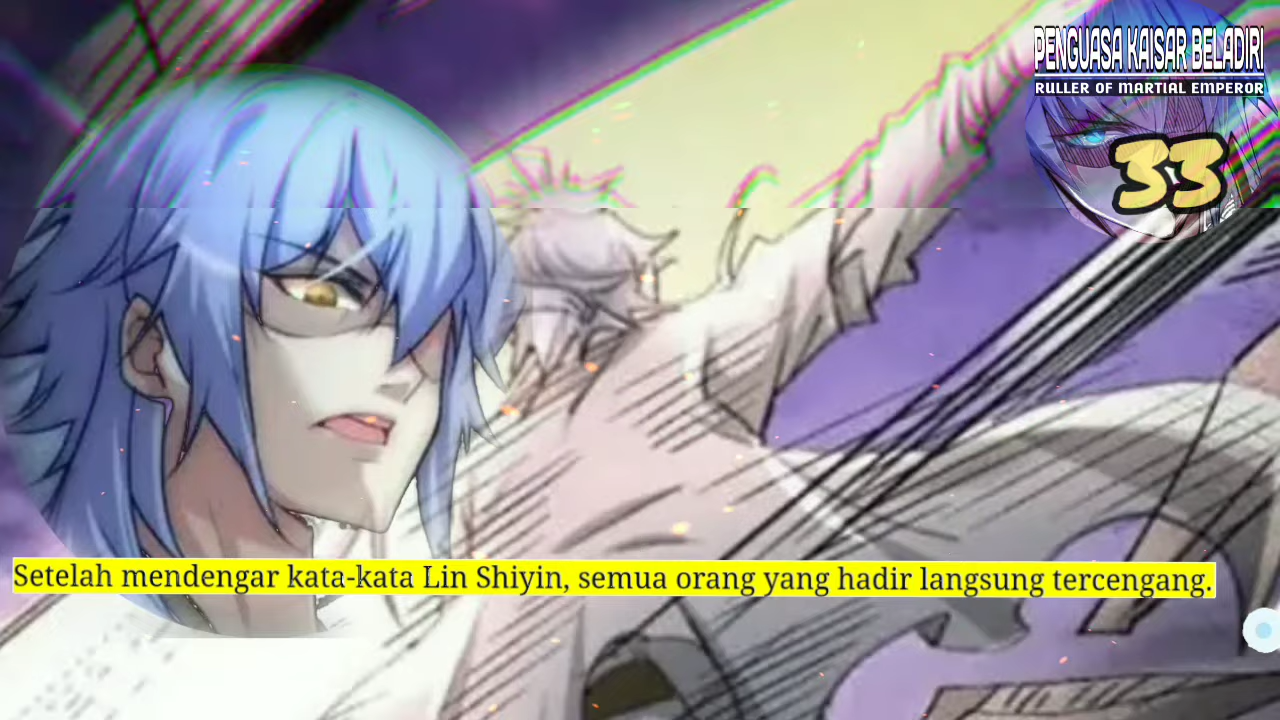 PENGUASA KAISAR BELADIRI
RULLER OF MARTIAL EMPEROR
33
Setelah mendengar kata-kata Lin Shiyin, semua orang yang hadir langsung tercengang.